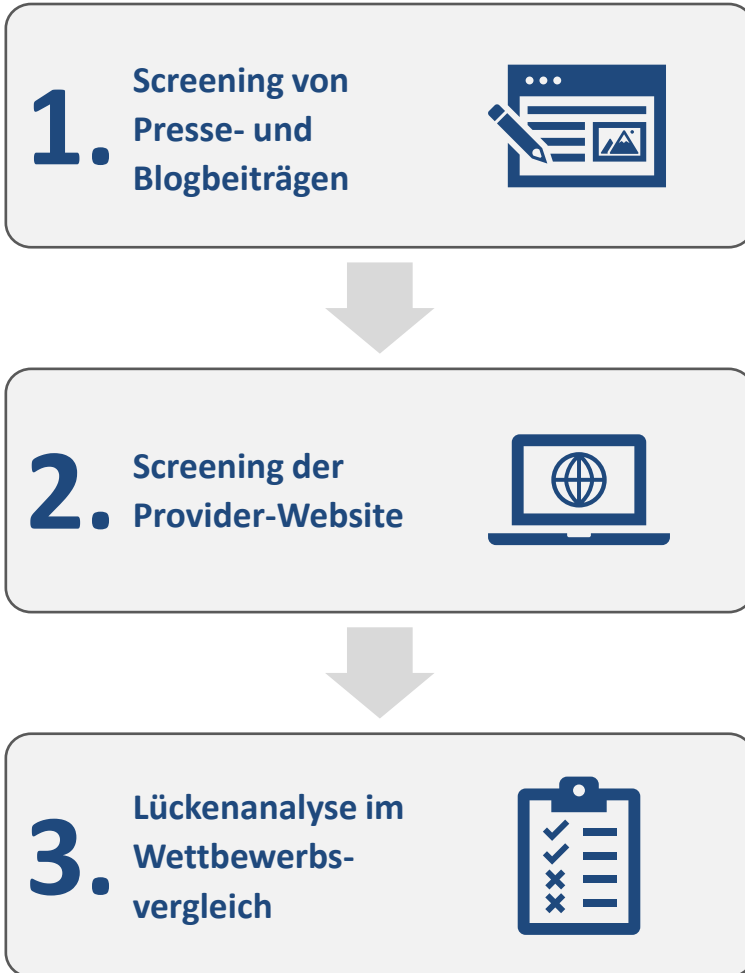 1.
Screening von
Presse- und
Blogbeiträgen
2.
Screening der
Provider-Website
3.
Lückenanalyse im
Wettbewerbs-
vergleich